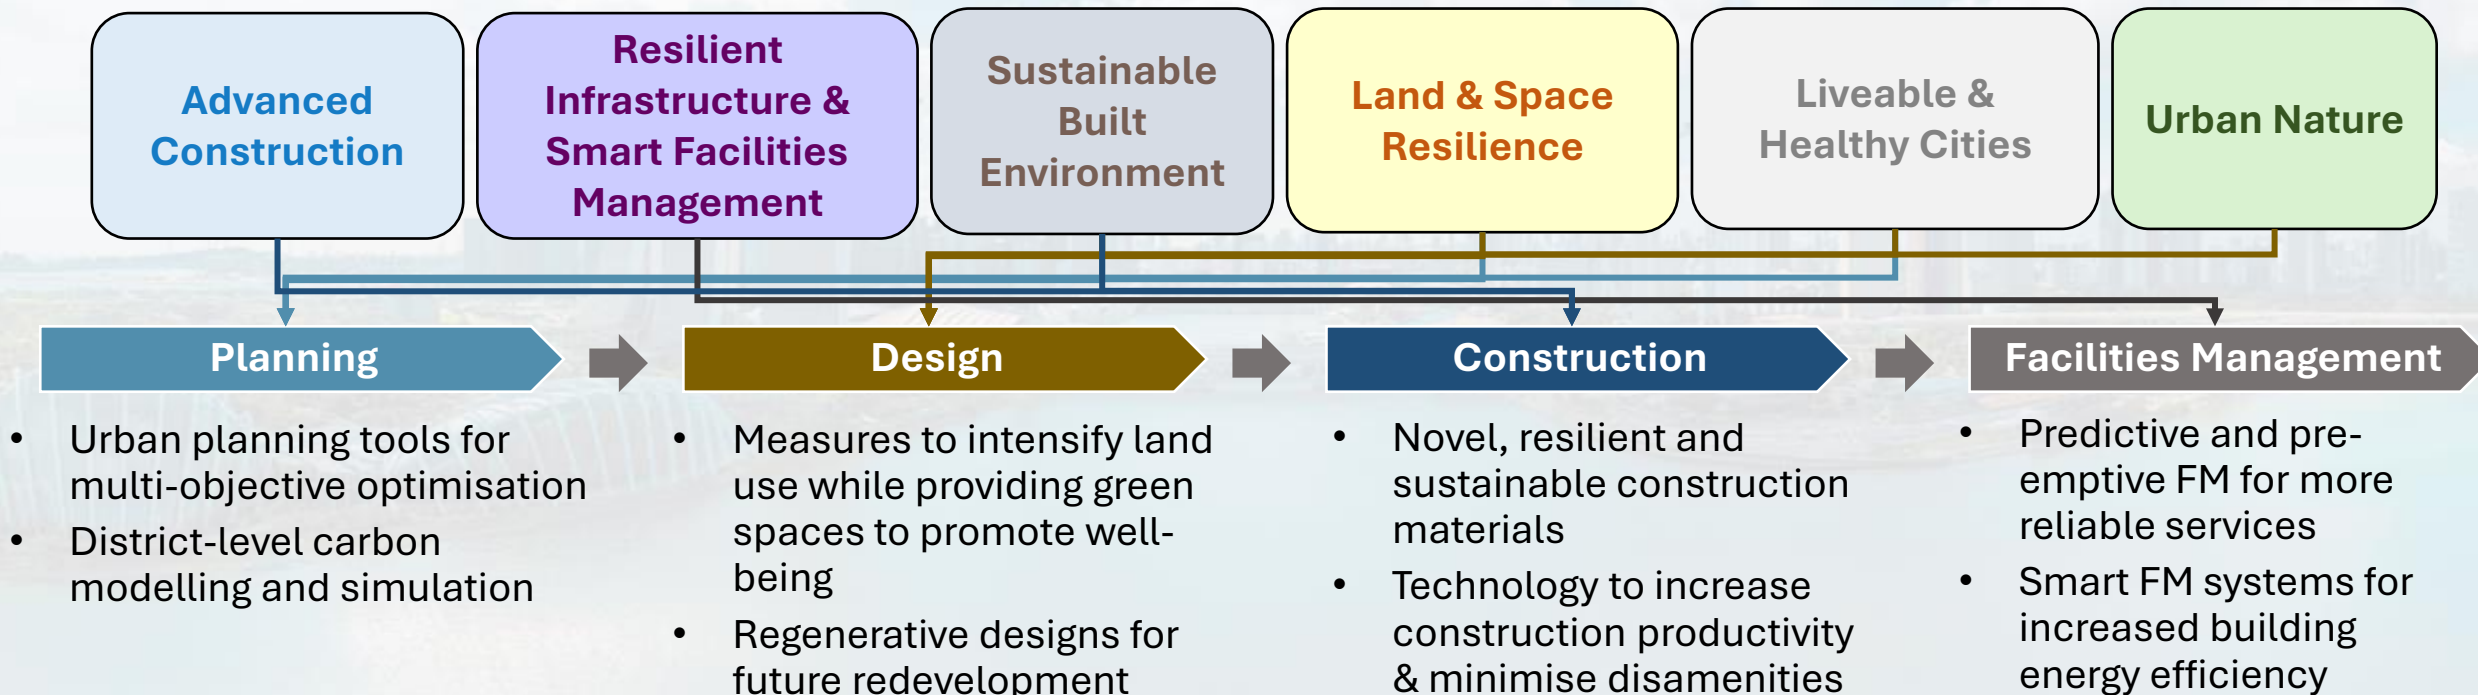 Advanced
Construction
Resilient
Infrastructure &
Smart Facilities
Management
Sustainable
Built
Environment
Land & Space
Resilience
Liveable &
Healthy Cities
Urban Nature
Planning
Design
Construction
Facilities Management
• Urban planning tools for
multi-objective optimisation
• District-level carbon
modelling and simulation
• Measures to intensify land
use while providing green
spaces to promote well-
being
• Regenerative designs for
future redevelopment
• Novel, resilient and
sustainable construction
materials
• Technology to increase
construction productivity
& minimise disamenities
• Predictive and pre-
emptive FM for more
reliable services
• Smart FM systems for
increased building
energy efficiency